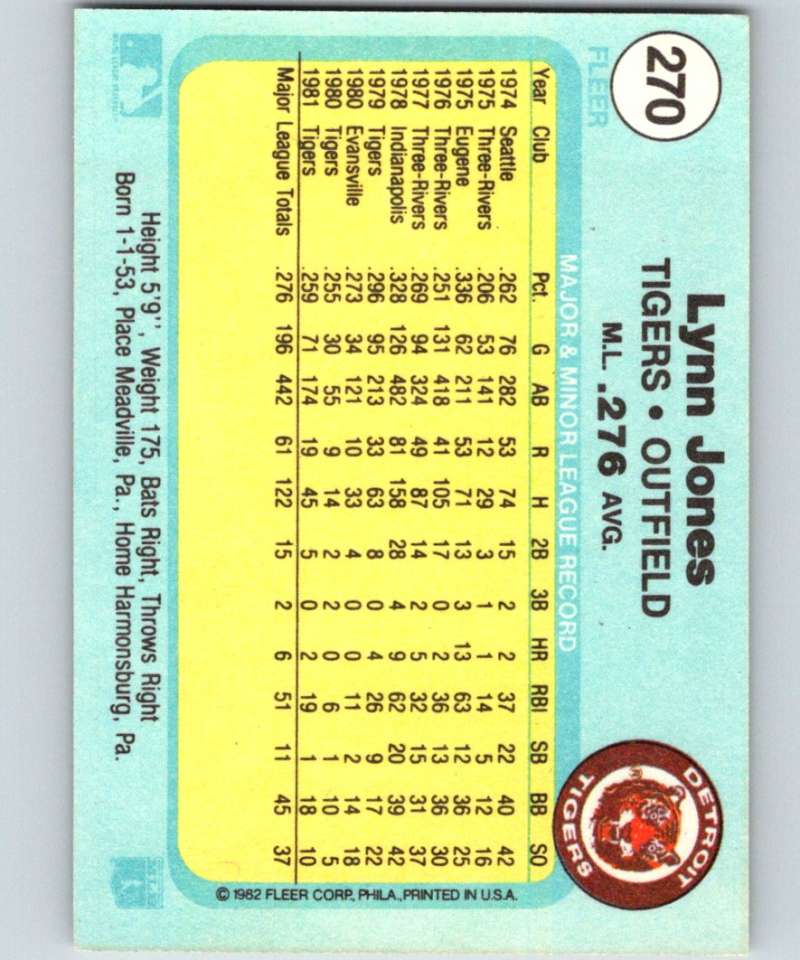 270
FLEER
Lynn Jones
TIGERS • OUTFIELD
M.L. .276 AVG.
DETROIT
TIGERS
MAJOR & MINOR LEAGUE RECORD
Year Club Pct. G AB R H 2B 3B HR RBI SB BB SO
1974 Seattle .262 76 282 53 74 15 2 2 37 22 40 42
1975 Three-Rivers .206 53 141 12 29 3 1 1 14 5 12 16
1975 Eugene .336 62 211 53 71 13 3 13 63 12 36 25
1976 Three-Rivers .251 131 418 41 105 17 0 2 36 13 36 30
1977 Three-Rivers .269 94 324 49 87 14 2 5 32 15 31 37
1978 Indianapolis .328 126 482 81 158 28 4 9 62 20 39 42
1979 Tigers .296 95 213 33 63 8 0 4 26 9 17 22
1980 Evansville .273 34 121 10 33 4 0 0 11 2 14 18
1980 Tigers .255 30 55 9 14 2 2 0 6 1 10 5
1981 Tigers .259 71 174 19 45 5 0 2 19 1 18 10
Major League Totals .276 196 442 61 122 15 2 6 51 11 45 37
© 1982 FLEER CORP., PHILA., PRINTED IN U.S.A.
Height 5'9", Weight 175, Bats Right, Throws Right
Born 1-1-53, Place Meadville, Pa., Home Harmonsburg, Pa.